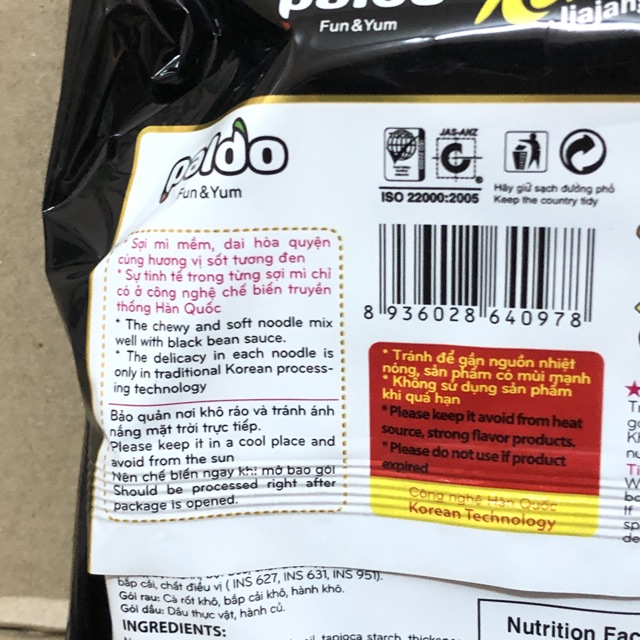 paldo
Fun & Yum
Jiajan
paldo
Fun & Yum
JAS-ANZ
ISO 22000:2005
Hãy giữ sạch đường phố
Keep the country tidy
* Sợi mì mềm, dai hòa quyện
cùng hương vị sốt tương đen
* Sự tinh tế trong từng sợi mì chỉ
có ở công nghệ chế biến truyền
thống Hàn Quốc
* The chewy and soft noodle mix
well with black bean sauce.
* The delicacy in each noodle is
only in traditional Korean process-
ing technology
Bảo quản nơi khô ráo và tránh ánh
nắng mặt trời trực tiếp.
Please keep it in a cool place and
avoid from the sun
Nên chế biến ngay khi mở bao gói
Should be processed right after
package is opened.
8 936028 640978
* Tránh để gần nguồn nhiệt
nóng, sản phẩm có mùi mạnh
* Không sử dụng sản phẩm
khi quá hạn
* Please keep it avoid from heat
source, strong flavor products.
* Please do not use if product
expired
Công nghệ Hàn Quốc
Korean Technology
bắp cải, chất điều vị ( INS 627, INS 631, INS 951).
Gói rau: Cà rốt khô, bắp cải khô, hành khô.
Gói dầu: Dầu thực vật, hành củ.
INGREDIENTS:
tapioca starch,
Nutrition Fac